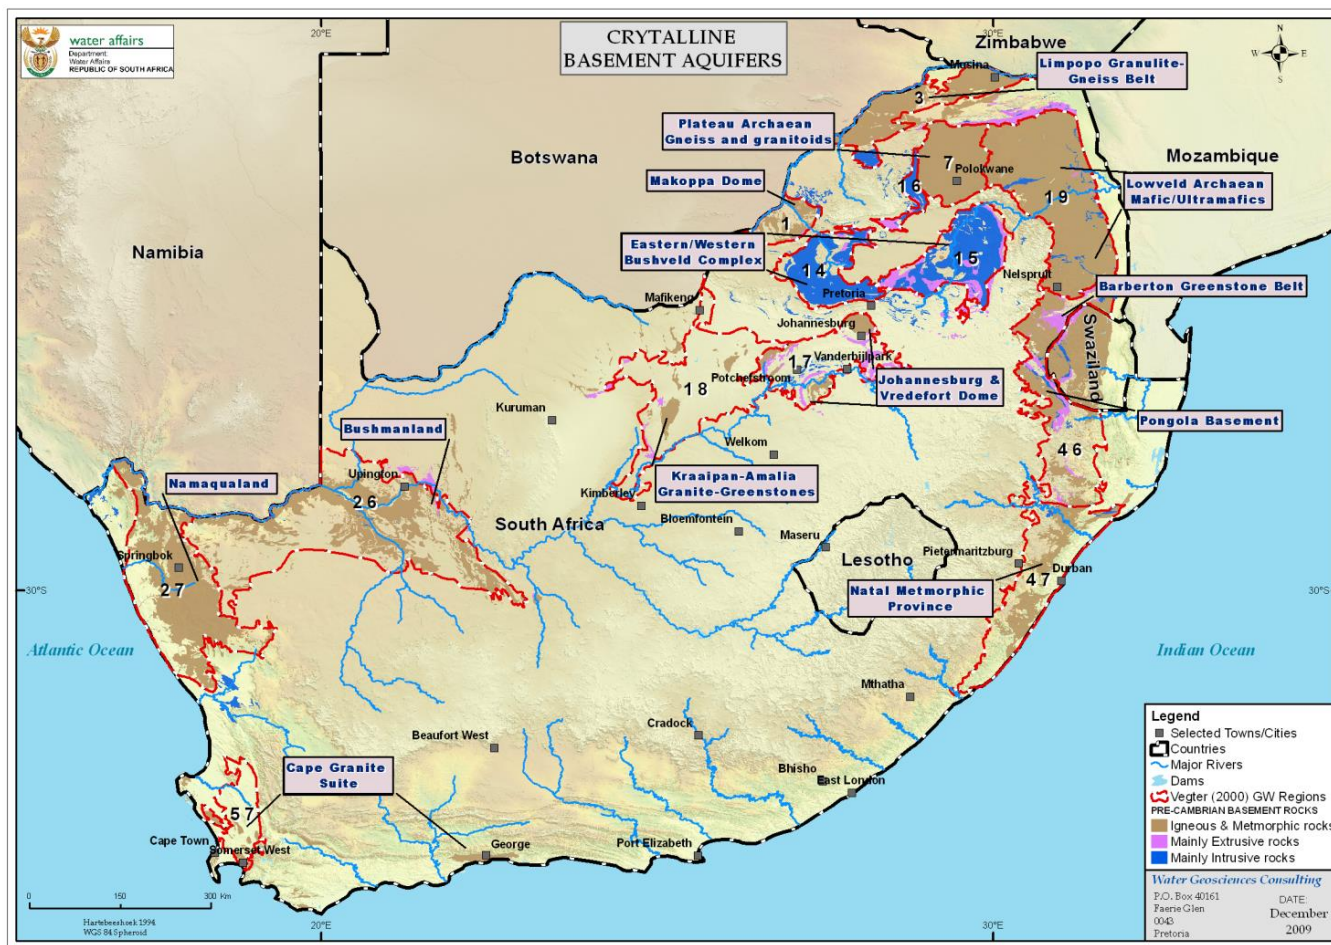 water affairs
Department:
Water Affairs
REPUBLIC OF SOUTH AFRICA
20°E
CRYTALLINE
BASEMENT AQUIFERS
30°E
Zimbabwe
N
W
E
S
Musina
Limpopo Granulite-
Gneiss Belt
3
Plateau Archaean
Gneiss and granitoids
Botswana
Mozambique
7
Polokwane
Makoppa Dome
16
19
Lowveld Archaean
Mafic/Ultramafics
1
Namibia
Eastern/Western
Bushveld Complex
14
15
Nelspruit
Barberton Greenstone Belt
Pretoria
Mafikeng
Johannesburg
Swaziland
17
Vanderbijlpark
Potchefstroom
18
Johannesburg &
Vredefort Dome
Kuruman
Pongola Basement
Bushmanland
Welkom
46
Namaqualand
Upington
26
Kraaipan-Amalia
Granite-Greenstones
Kimberley
South Africa
Bloemfontein
Maseru
Lesotho
Pietermaritzburg
Springbok
27
Durban
47
30°S
Natal Metmorphic
Province
30°S
Atlantic Ocean
Indian Ocean
Mthatha
Cradock
Beaufort West
Cape Granite
Suite
Bhisho
East London
57
Cape Town
Somerset West
George
Port Elizabeth
Legend
Selected Towns/Cities
Countries
Major Rivers
Dams
Vegter (2000) GW Regions
PRE-CAMBRIAN BASEMENT ROCKS
Igneous & Metmorphic rocks
Mainly Extrusive rocks
Mainly Intrusive rocks
Water Geosciences Consulting
P.O. Box 40161
Faerie Glen
0043
Pretoria
DATE:
December
2009
0
150
300 Km
Hartebeeshoek 1994
WGS 84 Spheroid
20°E
30°E